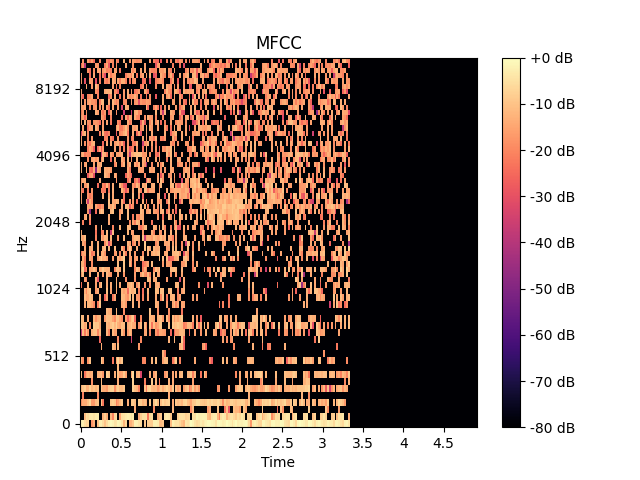 MFCC
Hz
8192
4096
2048
1024
512
0
0 0.5 1 1.5 2 2.5 3 3.5 4 4.5
Time
+0 dB
-10 dB
-20 dB
-30 dB
-40 dB
-50 dB
-60 dB
-70 dB
-80 dB